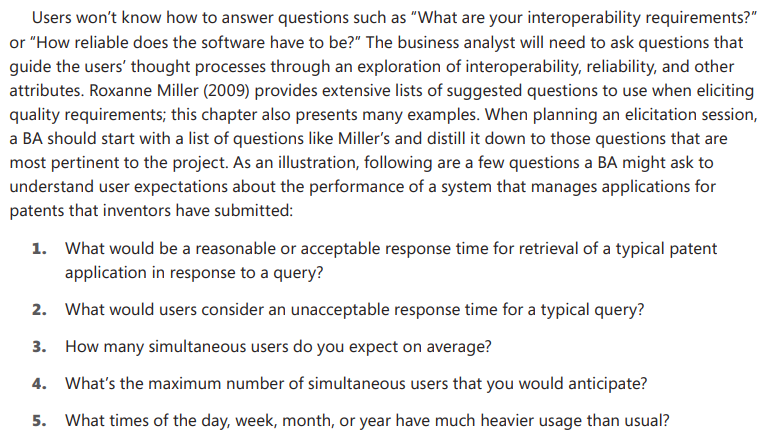 Users won’t know how to answer questions such as “What are your interoperability requirements?”
or “How reliable does the software have to be?” The business analyst will need to ask questions that
guide the users’ thought processes through an exploration of interoperability, reliability, and other
attributes. Roxanne Miller (2009) provides extensive lists of suggested questions to use when eliciting
quality requirements; this chapter also presents many examples. When planning an elicitation session,
a BA should start with a list of questions like Miller’s and distill it down to those questions that are
most pertinent to the project. As an illustration, following are a few questions a BA might ask to
understand user expectations about the performance of a system that manages applications for
patents that inventors have submitted:
1. What would be a reasonable or acceptable response time for retrieval of a typical patent
application in response to a query?
2. What would users consider an unacceptable response time for a typical query?
3. How many simultaneous users do you expect on average?
4. What’s the maximum number of simultaneous users that you would anticipate?
5. What times of the day, week, month, or year have much heavier usage than usual?